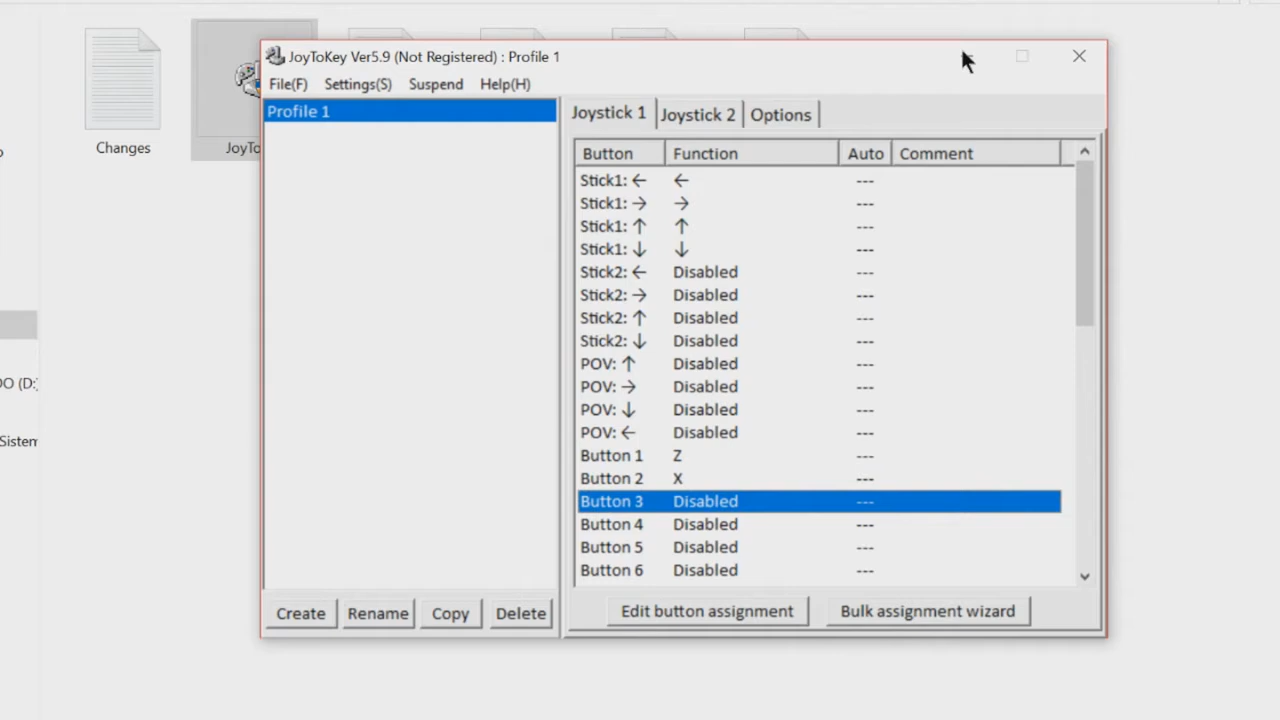 JoyToKey Ver5.9 (Not Registered) : Profile 1
File(F) Settings(S) Suspend Help(H)
Profile 1
Joystick 1 Joystick 2 Options
Button Function Auto Comment
Stick1: ← ← ---
Stick1: → → ---
Stick1: ↑ ↑ ---
Stick1: ↓ ↓ ---
Stick2: ← Disabled ---
Stick2: → Disabled ---
Stick2: ↑ Disabled ---
Stick2: ↓ Disabled ---
POV: ↑ Disabled ---
POV: → Disabled ---
POV: ↓ Disabled ---
POV: ← Disabled ---
Button 1 Z ---
Button 2 X ---
Button 3 Disabled ---
Button 4 Disabled ---
Button 5 Disabled ---
Button 6 Disabled ---
Create Rename Copy Delete
Edit button assignment Bulk assignment wizard
Changes
JoyTo
(D:)
Sistem